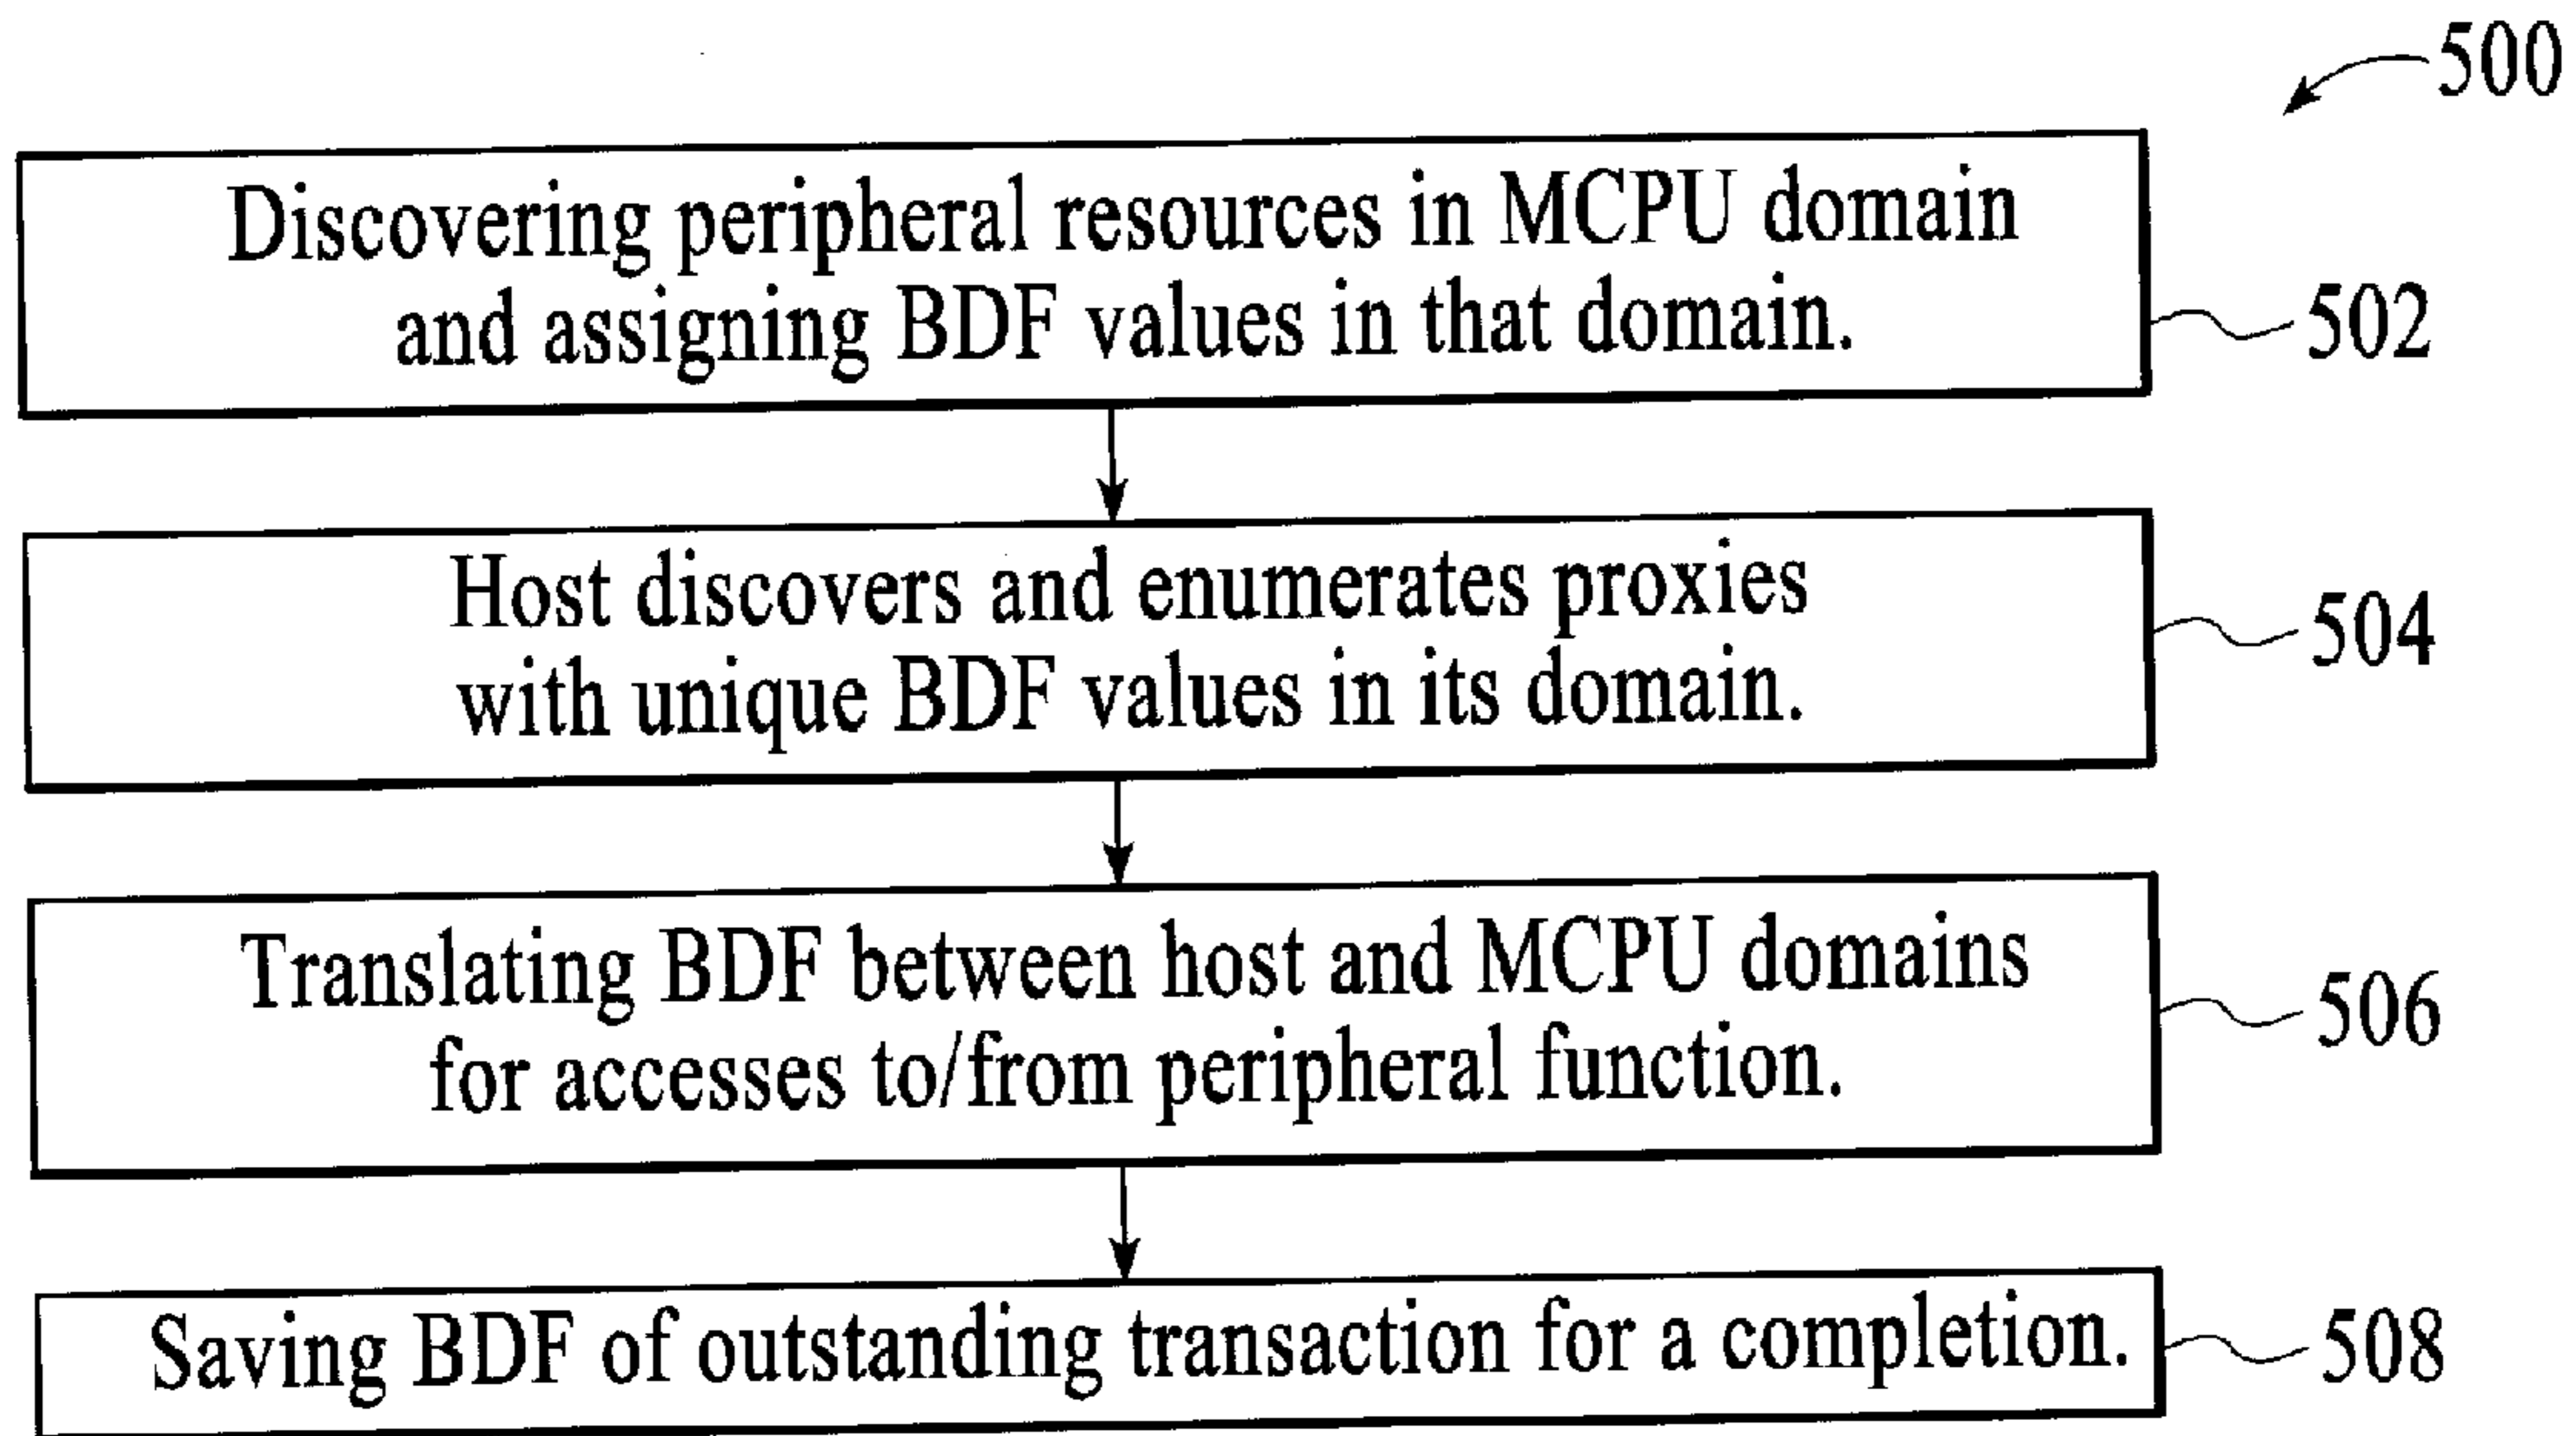 500
Discovering peripheral resources in MCPU domain
and assigning BDF values in that domain.
502
Host discovers and enumerates proxies
with unique BDF values in its domain.
504
Translating BDF between host and MCPU domains
for accesses to/from peripheral function.
506
Saving BDF of outstanding transaction for a completion.
508